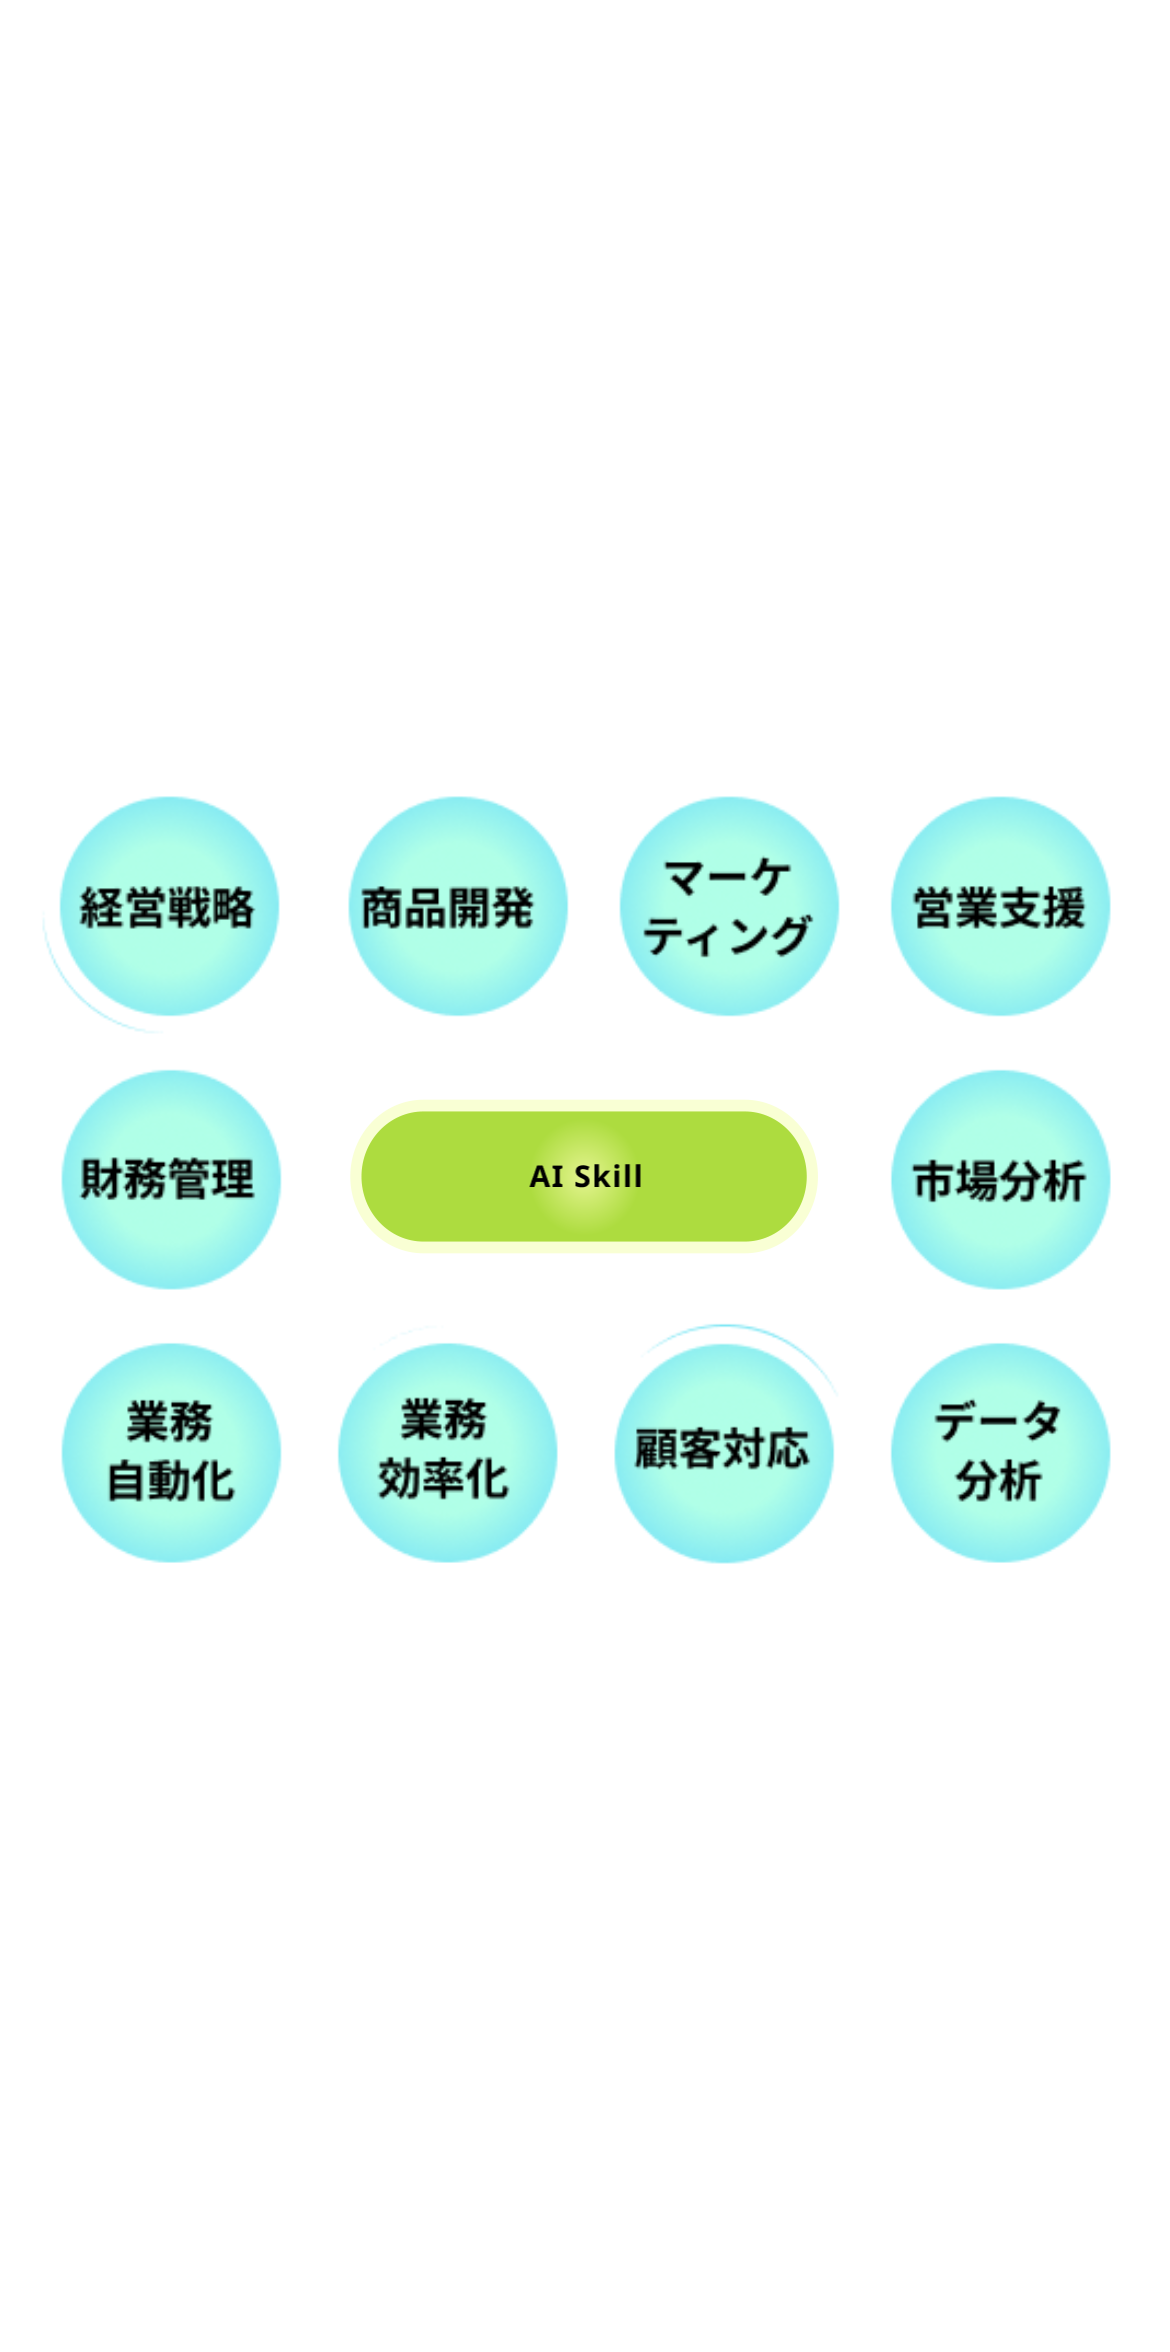 経営戦略
商品開発
マーケ
ティング
営業支援
財務管理
AI Skill
市場分析
業務
自動化
業務
効率化
顧客対応
データ
分析